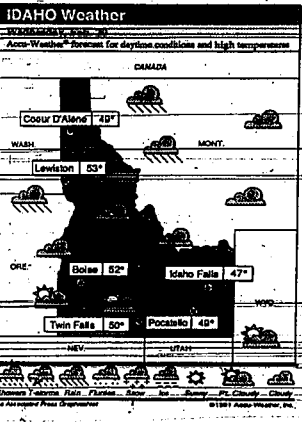 IDAHO Weather
Accu-Weather® forecast for daytime conditions and high temperatures
CANADA
Coeur D'Alene 49°
WASH.
MONT.
Lewiston 53°
ORE.
Boise 52°
Idaho Falls 47°
WYO.
Twin Falls 50°
Pocatello 49°
NEV.
UTAH
Showers T-storms Rain Flurries Snow Ice Sunny Pt. Cloudy Cloudy
Associated Press
©1991 Accu-Weather, Inc.